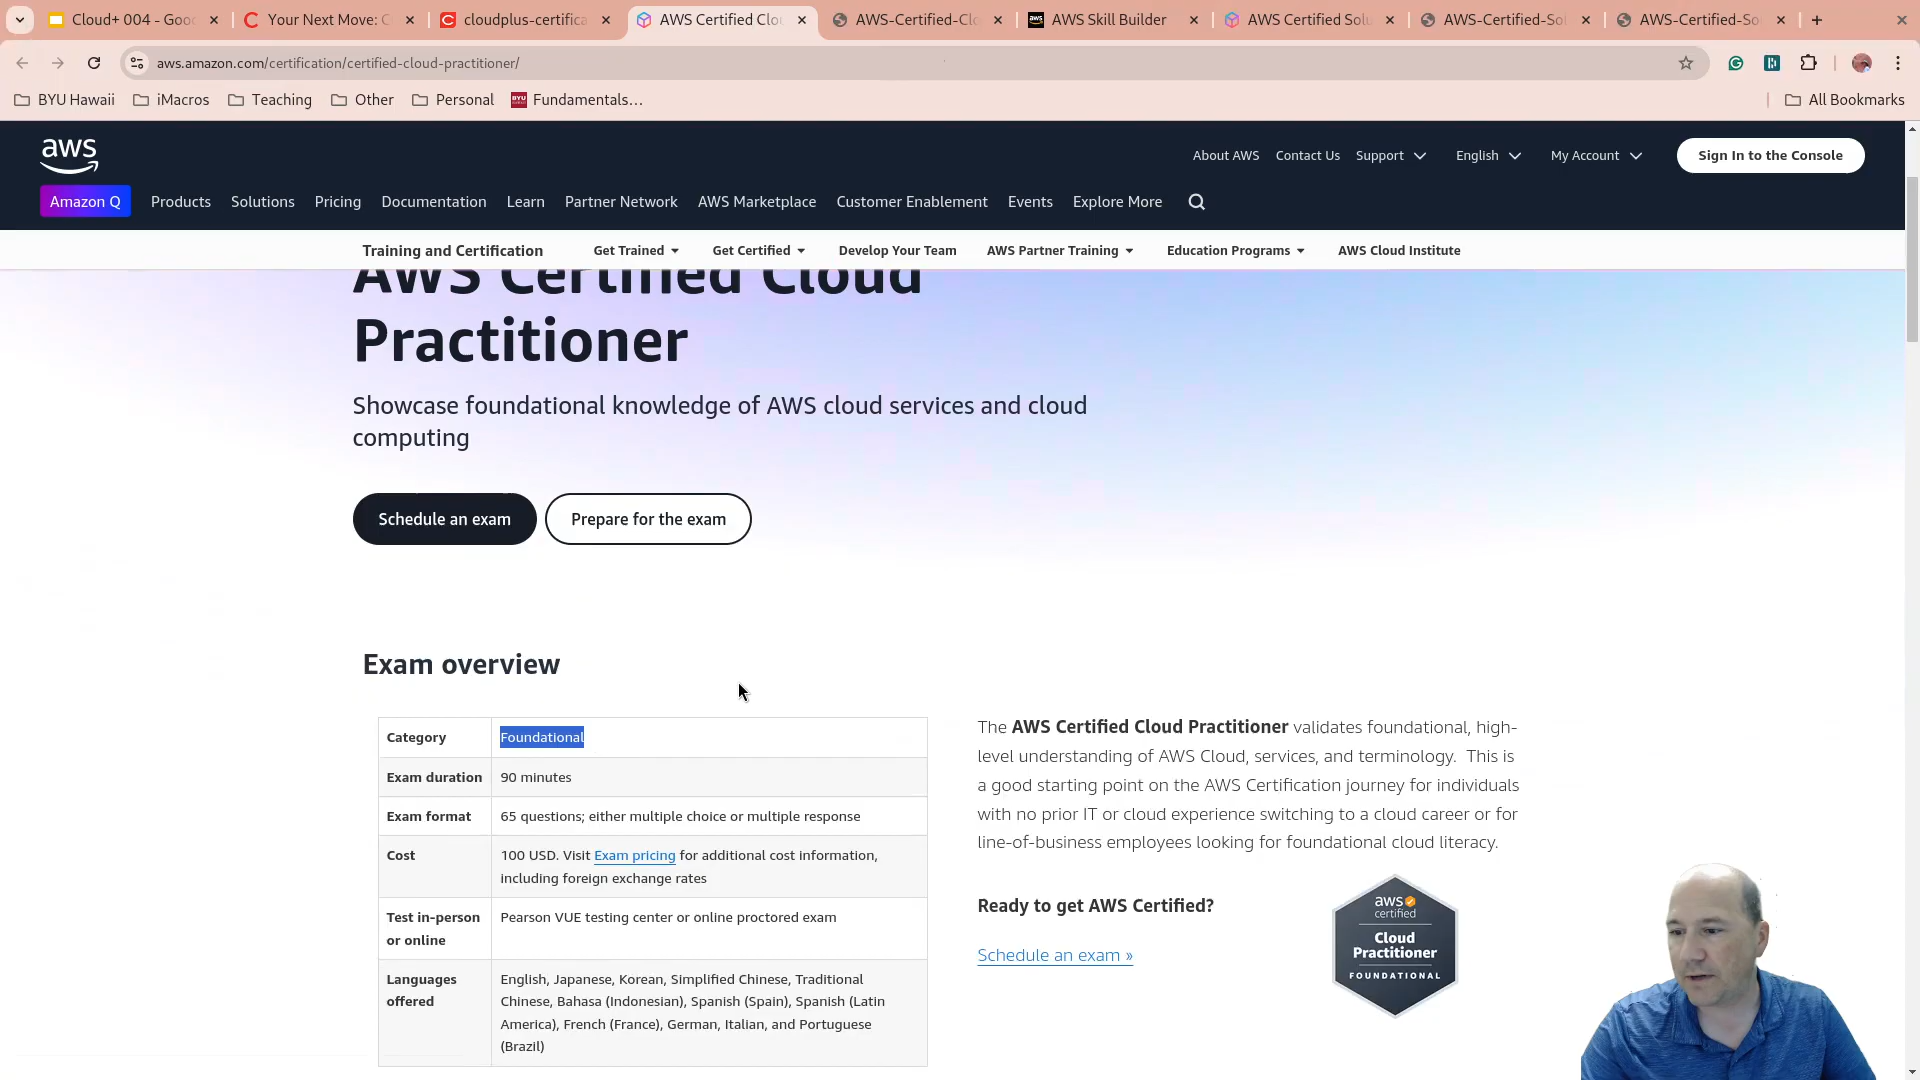 Cloud+ 004 - Goo
Your Next Move: C
cloudplus-certifica
AWS Certified Clou
AWS-Certified-Clo
AWS Skill Builder
AWS Certified Solu
AWS-Certified-Sol
AWS-Certified-So
aws.amazon.com/certification/certified-cloud-practitioner/
BYU Hawaii
iMacros
Teaching
Other
Personal
Fundamentals...
All Bookmarks
aws
About AWS
Contact Us
Support
English
My Account
Sign In to the Console
Amazon Q
Products
Solutions
Pricing
Documentation
Learn
Partner Network
AWS Marketplace
Customer Enablement
Events
Explore More
Training and Certification
Get Trained
Get Certified
Develop Your Team
AWS Partner Training
Education Programs
AWS Cloud Institute
AWS Certified Cloud
Practitioner
Showcase foundational knowledge of AWS cloud services and cloud
computing
Schedule an exam
Prepare for the exam
Exam overview
Category
Foundational
Exam duration
90 minutes
Exam format
65 questions; either multiple choice or multiple response
Cost
100 USD. Visit Exam pricing for additional cost information,
including foreign exchange rates
Test in-person
or online
Pearson VUE testing center or online proctored exam
Languages
offered
English, Japanese, Korean, Simplified Chinese, Traditional
Chinese, Bahasa (Indonesian), Spanish (Spain), Spanish (Latin
America), French (France), German, Italian, and Portuguese
(Brazil)
The AWS Certified Cloud Practitioner validates foundational, high-
level understanding of AWS Cloud, services, and terminology. This is
a good starting point on the AWS Certification journey for individuals
with no prior IT or cloud experience switching to a cloud career or for
line-of-business employees looking for foundational cloud literacy.
Ready to get AWS Certified?
Schedule an exam »
aws
certified
Cloud
Practitioner
FOUNDATIONAL